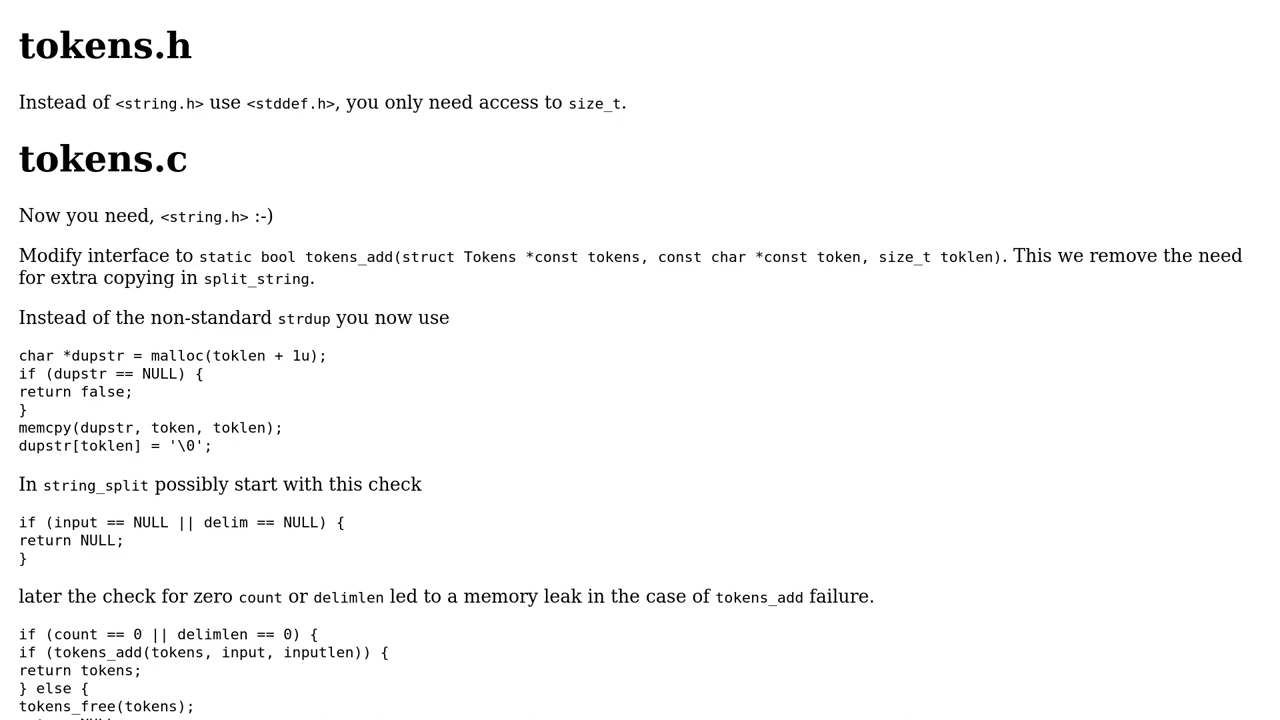 tokens.h
Instead of <string.h> use <stddef.h>, you only need access to size_t.
tokens.c
Now you need, <string.h> :-)
Modify interface to static bool tokens_add(struct Tokens *const tokens, const char *const token, size_t toklen). This we remove the need
for extra copying in split_string.
Instead of the non-standard strdup you now use
char *dupstr = malloc(toklen + 1u);
if (dupstr == NULL) {
return false;
}
memcpy(dupstr, token, toklen);
dupstr[toklen] = '\0';
In string_split possibly start with this check
if (input == NULL || delim == NULL) {
return NULL;
}
later the check for zero count or delimlen led to a memory leak in the case of tokens_add failure.
if (count == 0 || delimlen == 0) {
if (tokens_add(tokens, input, inputlen)) {
return tokens;
} else {
tokens_free(tokens);